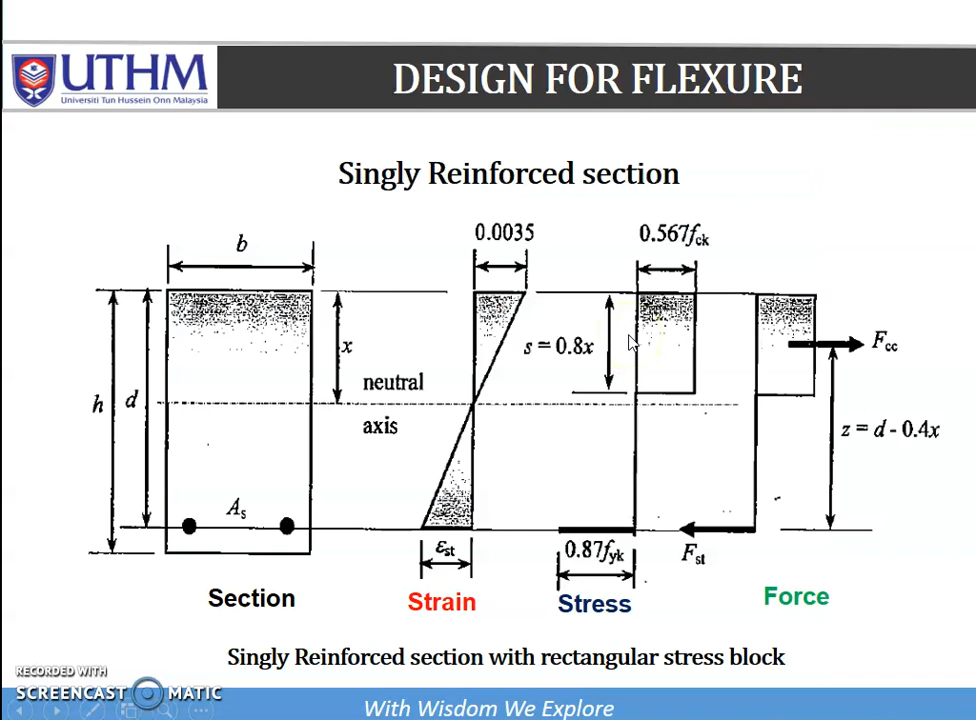 UTHM
Universiti Tun Hussein Onn Malaysia
DESIGN FOR FLEXURE
Singly Reinforced section
b
0.0035
0.567fck
h
d
x
neutral
axis
As
s = 0.8x
Fcc
z = d - 0.4x
εst
0.87fyk
Fst
Section
Strain
Stress
Force
Singly Reinforced section with rectangular stress block
RECORDED WITH
SCREENCAST MATIC
With Wisdom We Explore